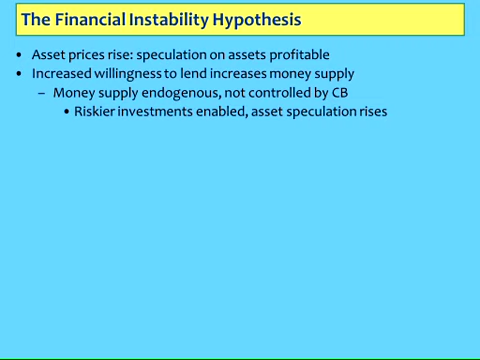 The Financial Instability Hypothesis
• Asset prices rise: speculation on assets profitable
• Increased willingness to lend increases money supply
– Money supply endogenous, not controlled by CB
• Riskier investments enabled, asset speculation rises